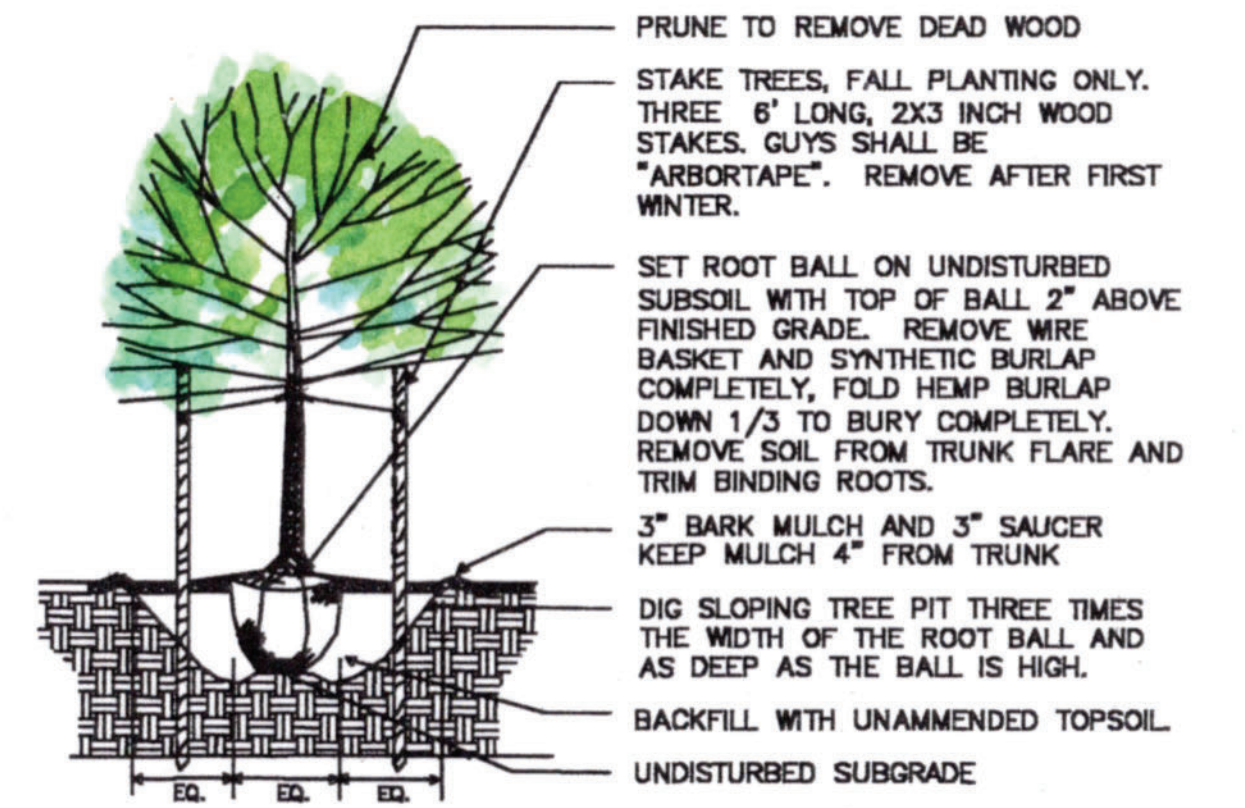 PRUNE TO REMOVE DEAD WOOD
STAKE TREES, FALL PLANTING ONLY.
THREE 6' LONG, 2X3 INCH WOOD
STAKES. GUYS SHALL BE
"ARBORTAPE". REMOVE AFTER FIRST
WINTER.
SET ROOT BALL ON UNDISTURBED
SUBSOIL WITH TOP OF BALL 2" ABOVE
FINISHED GRADE. REMOVE WIRE
BASKET AND SYNTHETIC BURLAP
COMPLETELY, FOLD HEMP BURLAP
DOWN 1/3 TO BURY COMPLETELY.
REMOVE SOIL FROM TRUNK FLARE AND
TRIM BINDING ROOTS.
3" BARK MULCH AND 3" SAUCER
KEEP MULCH 4" FROM TRUNK
DIG SLOPING TREE PIT THREE TIMES
THE WIDTH OF THE ROOT BALL AND
AS DEEP AS THE BALL IS HIGH.
BACKFILL WITH UNAMMENDED TOPSOIL
UNDISTURBED SUBGRADE
EQ. EQ. EQ.